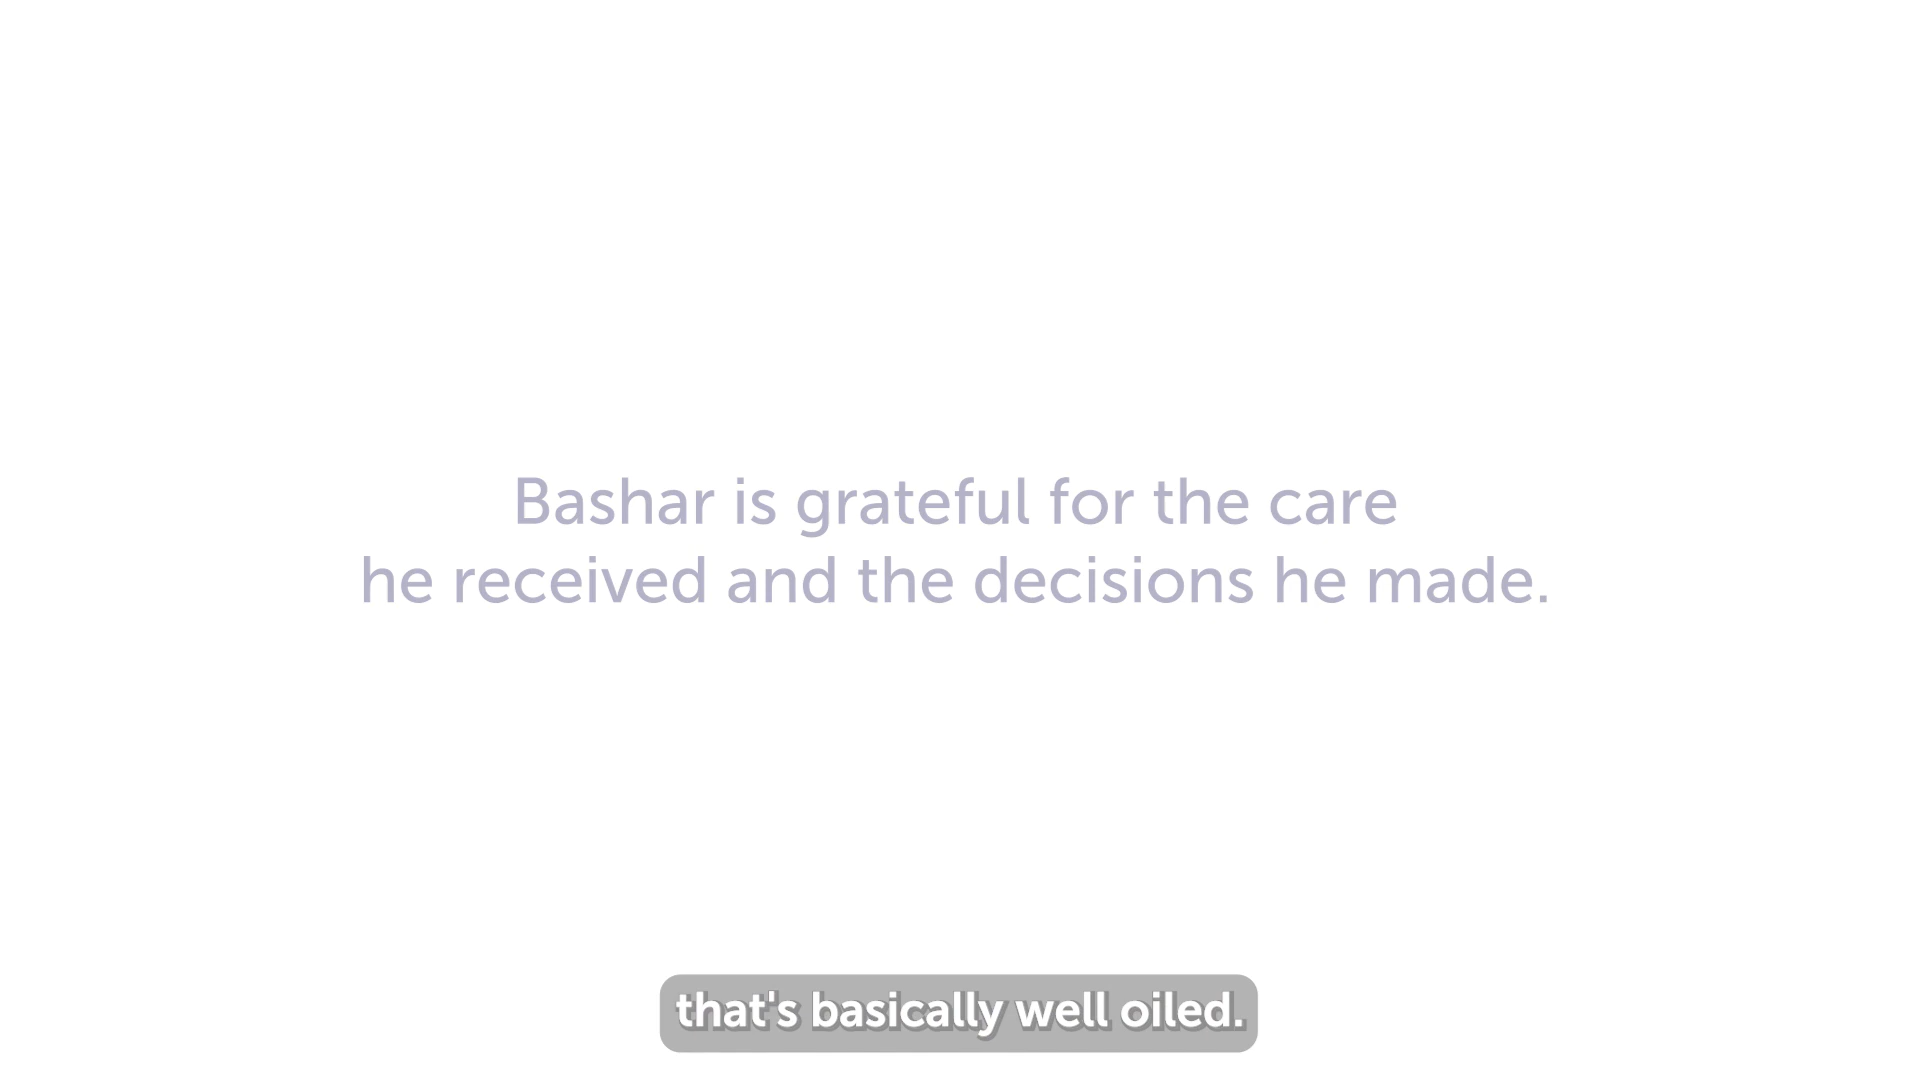 Bashar is grateful for the care
he received and the decisions he made.
that's basically well oiled.